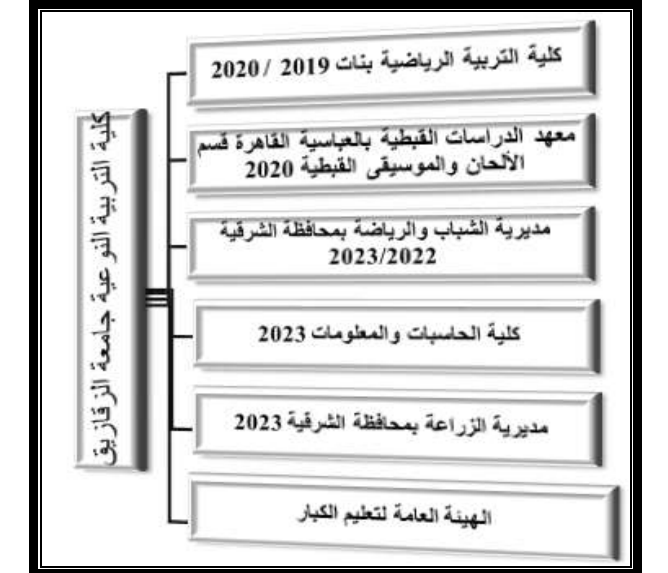 كلية التربية النوعية جامعة الزقازيق
كلية التربية الرياضية بنات 2019 / 2020
معهد الدراسات القبطية بالعباسية القاهرة قسم
الألحان والموسيقى القبطية 2020
مديرية الشباب والرياضة بمحافظة الشرقية
2023/2022
كلية الحاسبات والمعلومات 2023
مديرية الزراعة بمحافظة الشرقية 2023
الهيئة العامة لتعليم الكبار